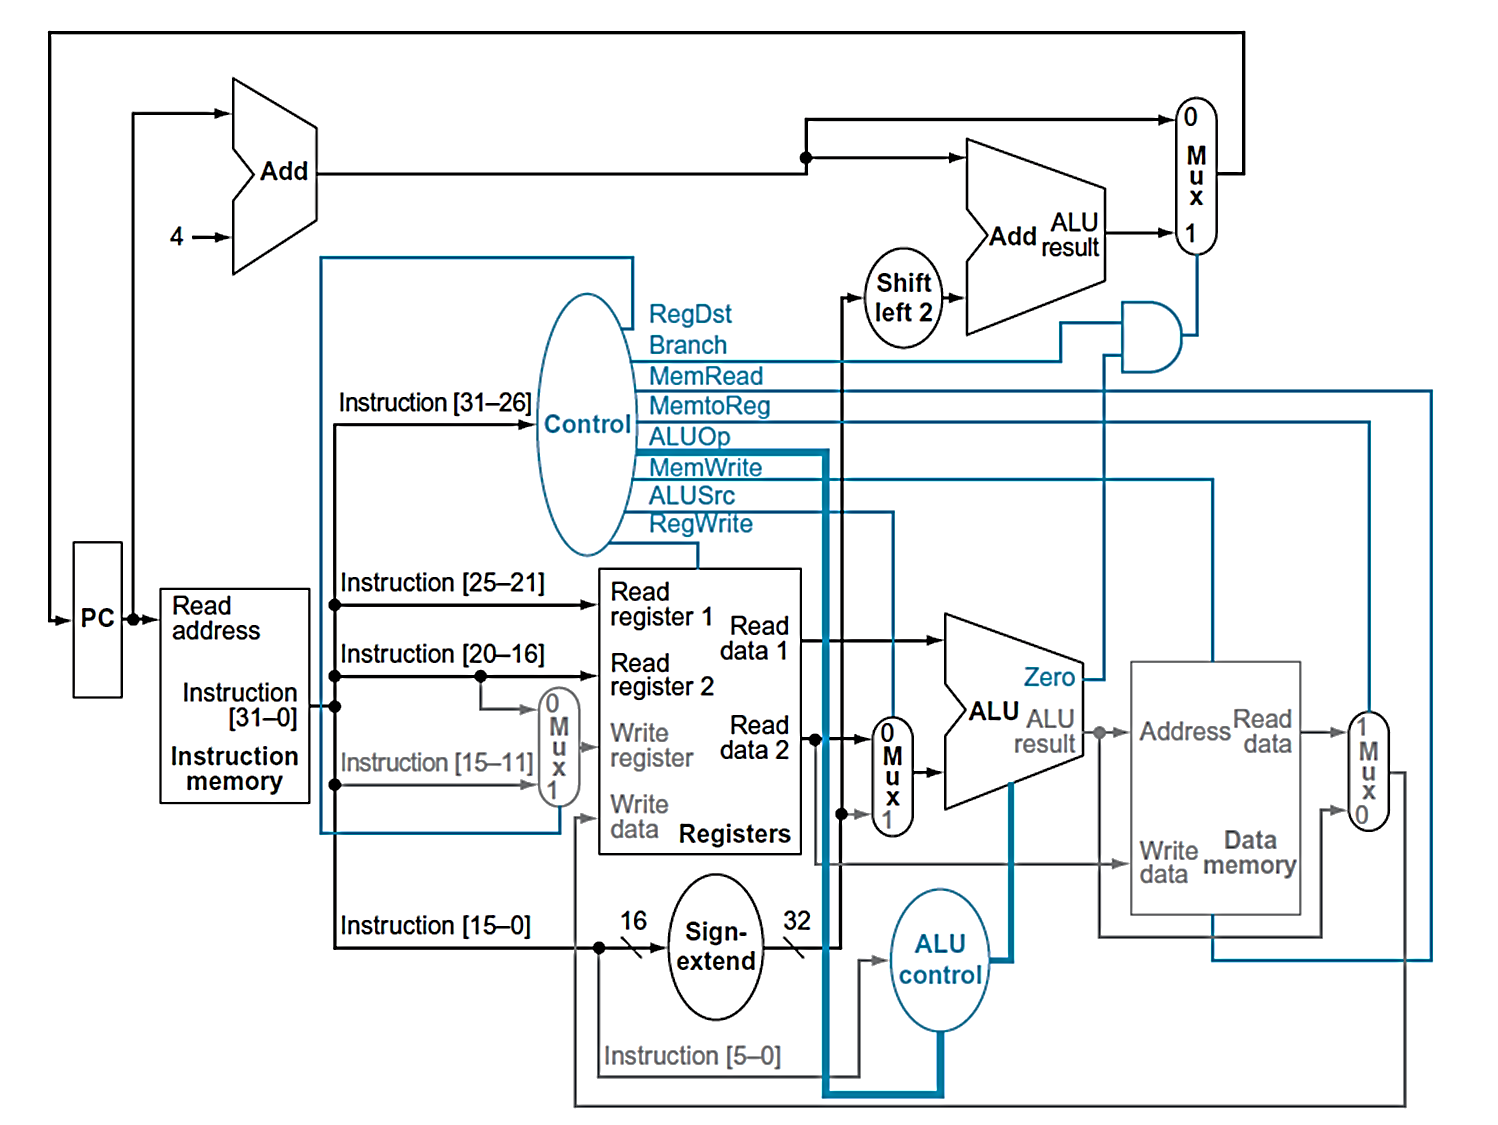 0
M
u
x
1
Add
ALU
Add
result
4
Shift
left 2
RegDst
Branch
MemRead
MemtoReg
ALUOp
MemWrite
ALUSrc
RegWrite
Instruction [31–26]
Control
Instruction [25–21]
Instruction [20–16]
Instruction [15–11]
PC
Read
address
Instruction
[31–0]
Instruction
memory
0
M
u
x
1
Read
register 1
Read
register 2
Write
register
Write
data
Read
data 1
Read
data 2
Registers
0
M
u
x
1
Zero
ALU
ALU
result
Address
Read
data
Write
data
Data
memory
1
M
u
x
0
Instruction [15–0]
16
Sign-
extend
32
ALU
control
Instruction [5–0]